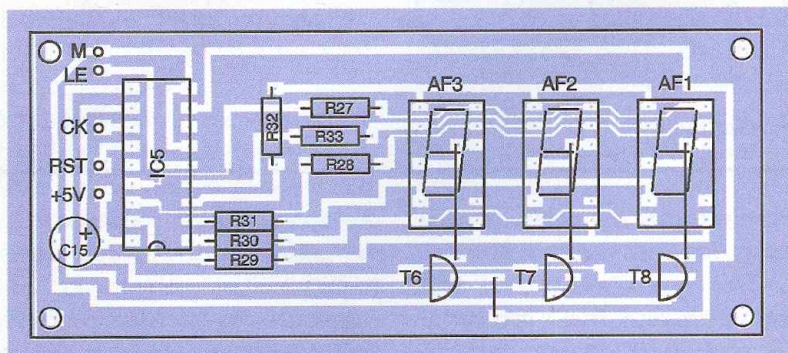 M
LE
CK
RST
+5V
+
C15
IC5
R32
R27
R33
R28
R31
R30
R29
AF3 AF2 AF1
T6 T7 T8